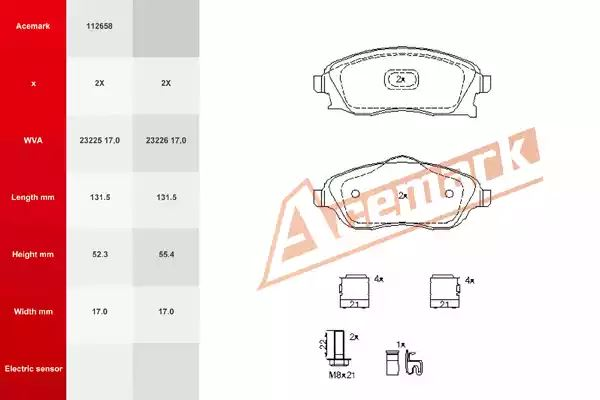 Acemark 112658
x 2X 2X
WVA 23225 17,0 23226 17,0
Length mm 131.5 131.5
Height mm 52.3 55.4
Width mm 17.0 17.0
Electric sensor
2x
2x
Acemark
4x
21
4x
21
22
2x
M8x21
1x